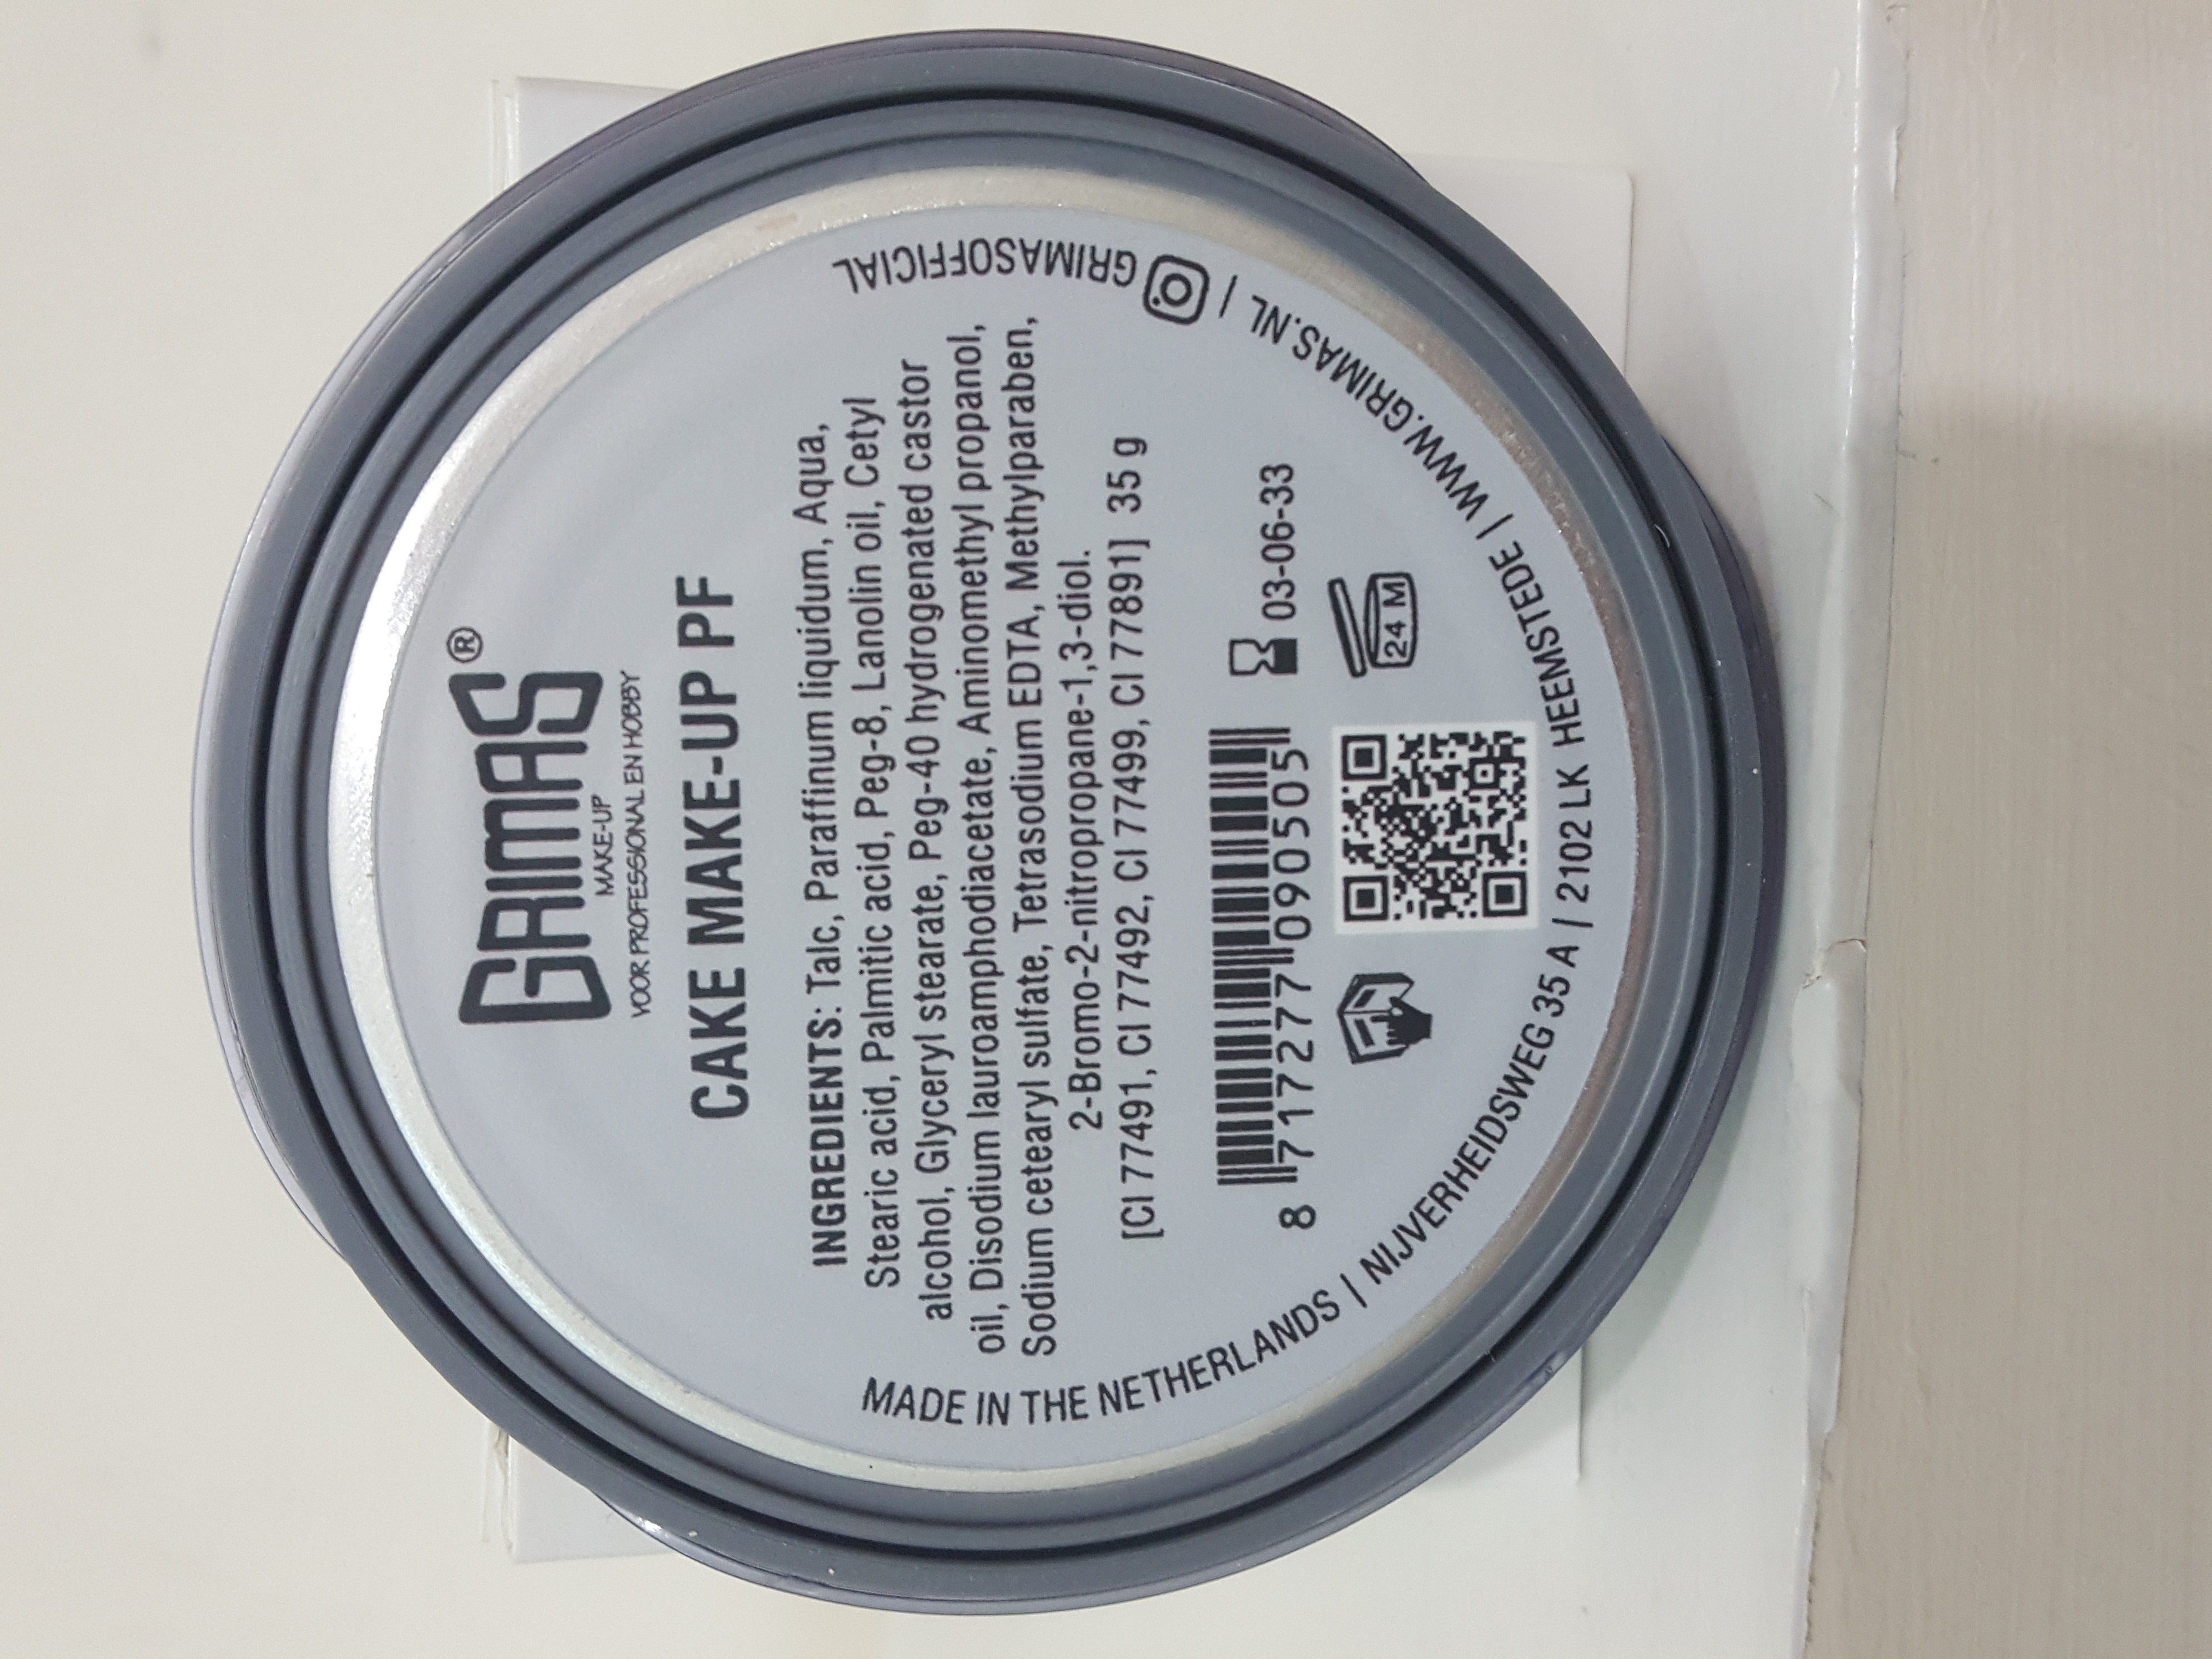 GRIMAS®
MAKE-UP
VOOR PROFESSIONAL EN HOBBY
CAKE MAKE-UP PF
INGREDIENTS: Talc, Paraffinum liquidum, Aqua,
Stearic acid, Palmitic acid, Peg-8, Lanolin oil, Cetyl
alcohol, Glyceryl stearate, Peg-40 hydrogenated castor
oil, Disodium lauroamphodiacetate, Aminomethyl propanol,
Sodium cetearyl sulfate, Tetrasodium EDTA, Methylparaben,
2-Bromo-2-nitropropane-1,3-diol.
[CI 77491, CI 77492, CI 77499, CI 77891] 35 g
8 717277 090505
03-06-33
24 M
MADE IN THE NETHERLANDS | NIJVERHEIDSWEG 35 A | 2102 LK HEEMSTEDE | WWW.GRIMAS.NL | GRIMASOFFICIAL